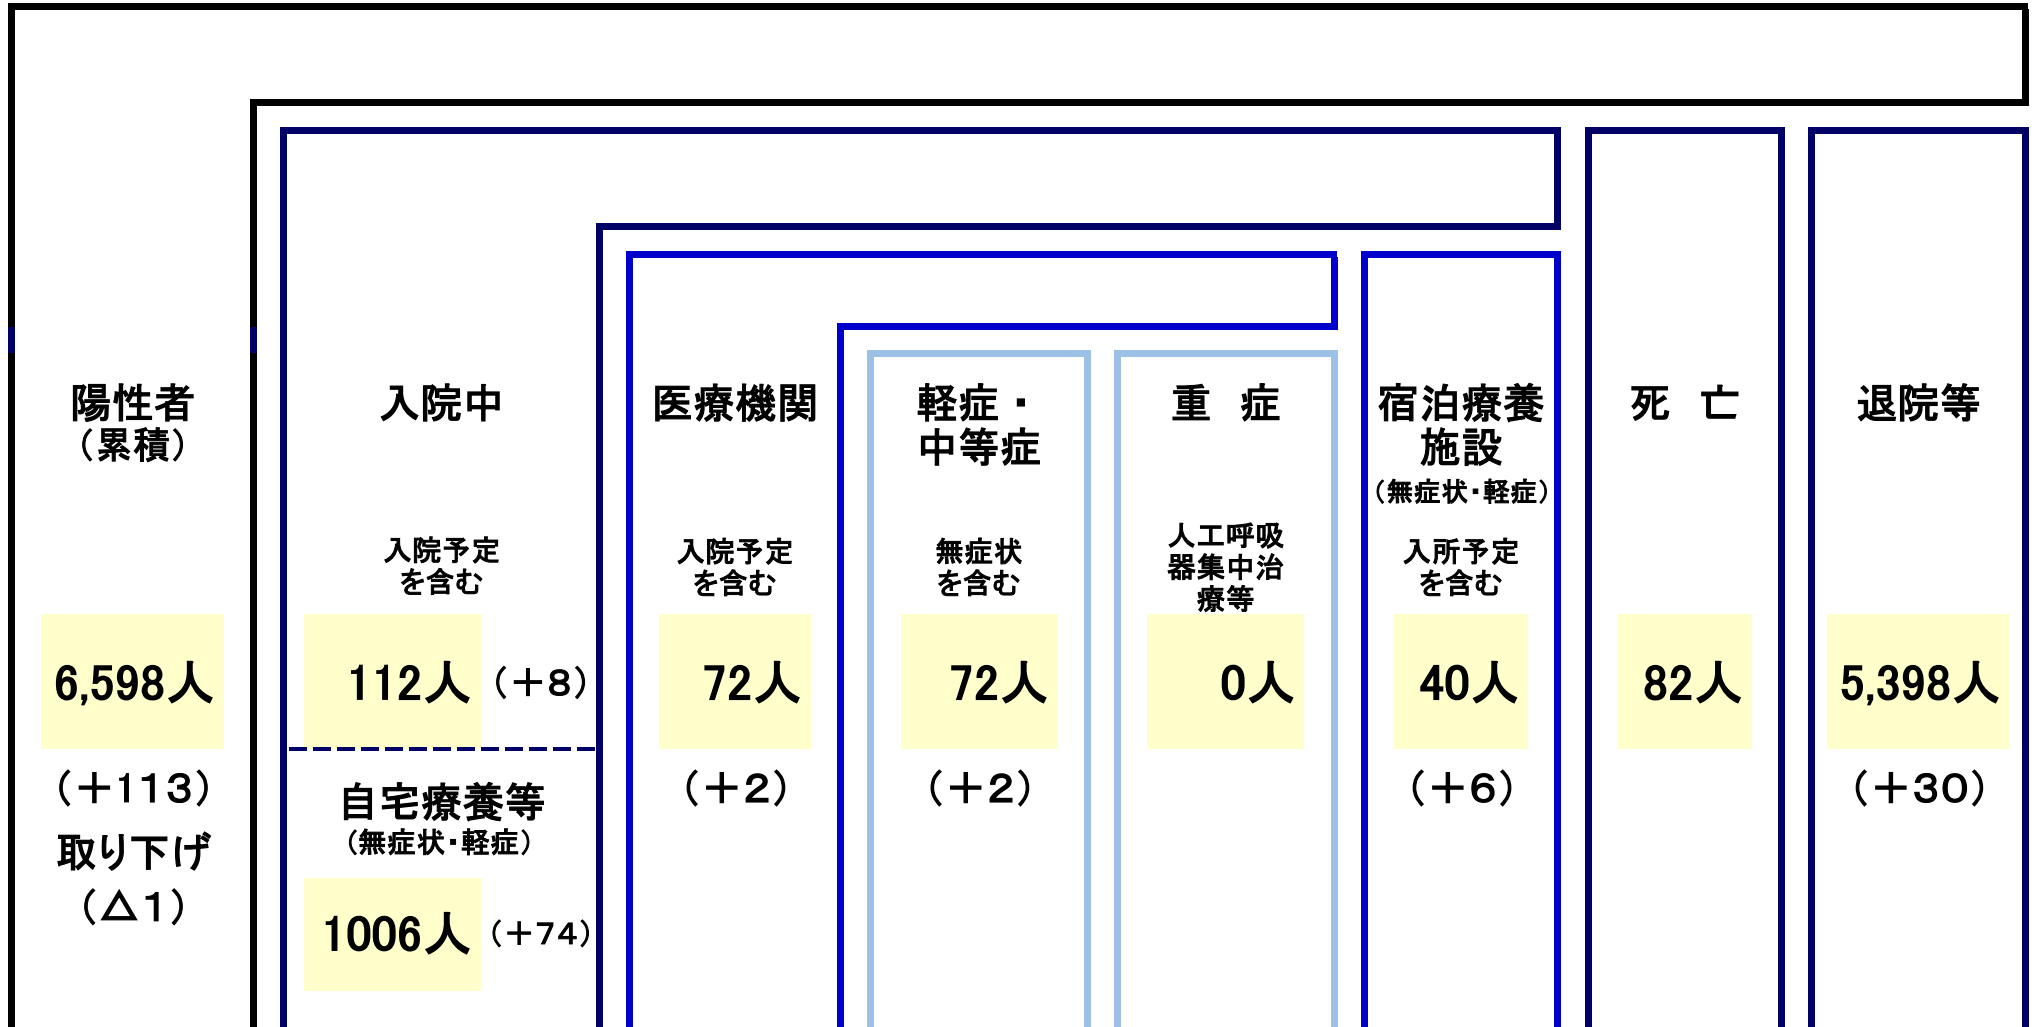 陽性者
（累積）
6,598人
（＋113）
取り下げ
（△1）
入院中
入院予定
を含む
112人 （＋8）
自宅療養等
（無症状・軽症）
1006人 （＋74）
医療機関
入院予定
を含む
72人
（＋2）
軽症・
中等症
無症状
を含む
72人
（＋2）
重　症
人工呼吸
器集中治
療等
0人
宿泊療養
施設
（無症状・軽症）
入所予定
を含む
40人
（＋6）
死　亡
82人
退院等
5,398人
（＋30）